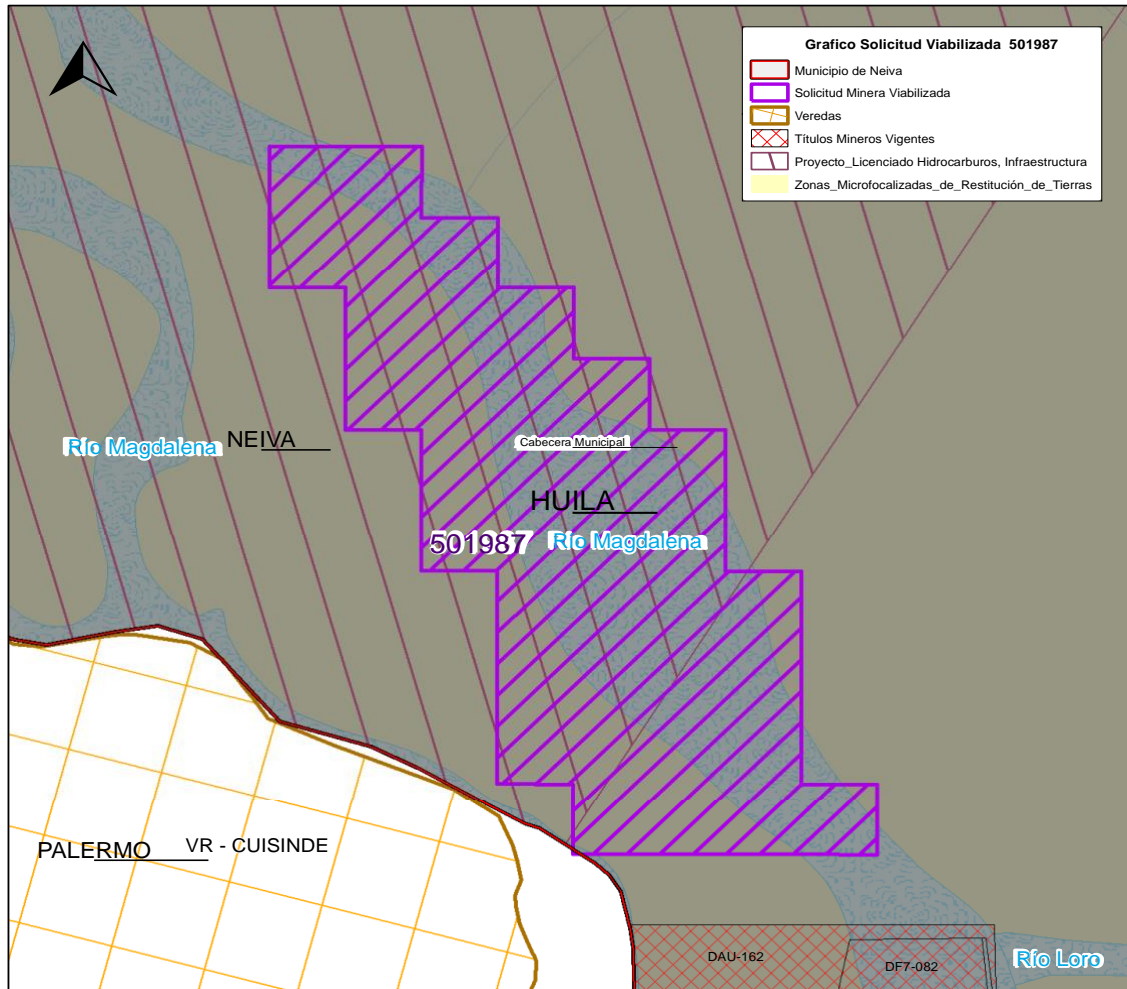 Grafico Solicitud Viabilizada 501987
Municipio de Neiva
Solicitud Minera Viabilizada
Veredas
Títulos Mineros Vigentes
Proyecto_Licenciado Hidrocarburos, Infraestructura
Zonas_Microfocalizadas_de_Restitución_de_Tierras
Río Magdalena
NEIVA
Cabecera Municipal
HUILA
501987
Río Magdalena
PALERMO
VR - CUISINDE
DAU-162
DF7-082
Río Loro